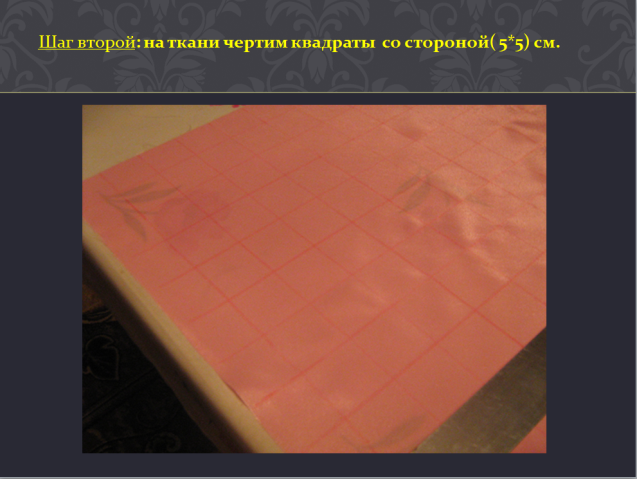 Шаг второй: на ткани чертим квадраты со стороной( 5*5) см.